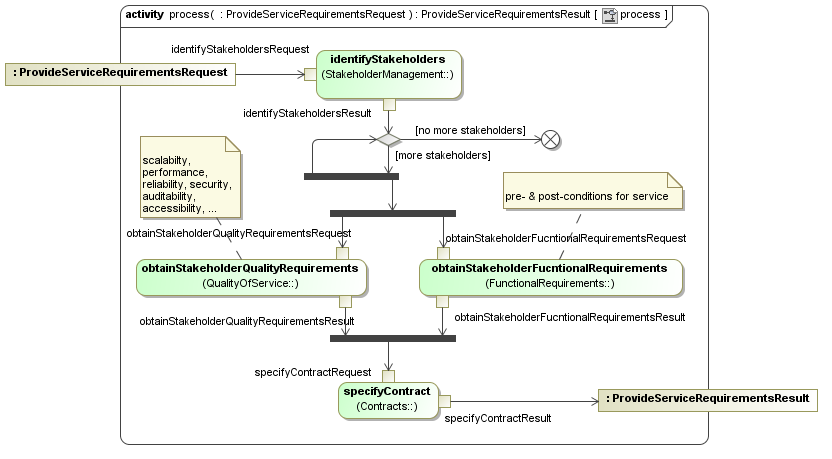 activity process( : ProvideServiceRequirementsRequest ) : ProvideServiceRequirementsResult [ process ]
identifyStakeholdersRequest
: ProvideServiceRequirementsRequest
identifyStakeholders
(StakeholderManagement::)
identifyStakeholdersResult
[no more stakeholders]
[more stakeholders]
scalabilty,
performance,
reliability, security,
auditability,
accessibility, ...
pre- & post-conditions for service
obtainStakeholderQualityRequirementsRequest
obtainStakeholderFucntionalRequirementsRequest
obtainStakeholderQualityRequirements
(QualityOfService::)
obtainStakeholderFucntionalRequirements
(FunctionalRequirements::)
obtainStakeholderQualityRequirementsResult
obtainStakeholderFucntionalRequirementsResult
specifyContractRequest
specifyContract
(Contracts::)
: ProvideServiceRequirementsResult
specifyContractResult